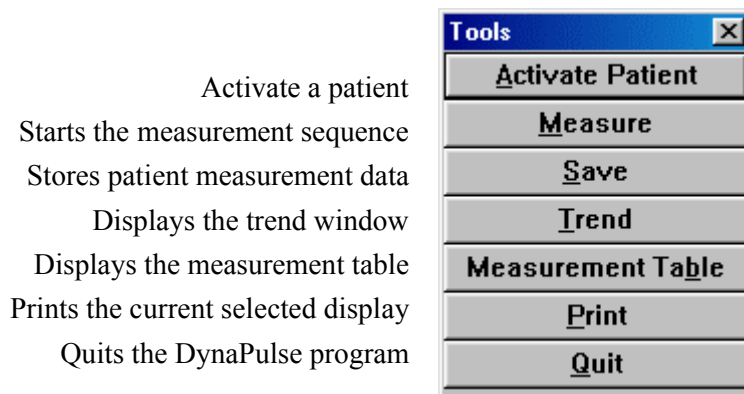 Tools
Activate a patient Activate Patient
Starts the measurement sequence Measure
Stores patient measurement data Save
Displays the trend window Trend
Displays the measurement table Measurement Table
Prints the current selected display Print
Quits the DynaPulse program Quit